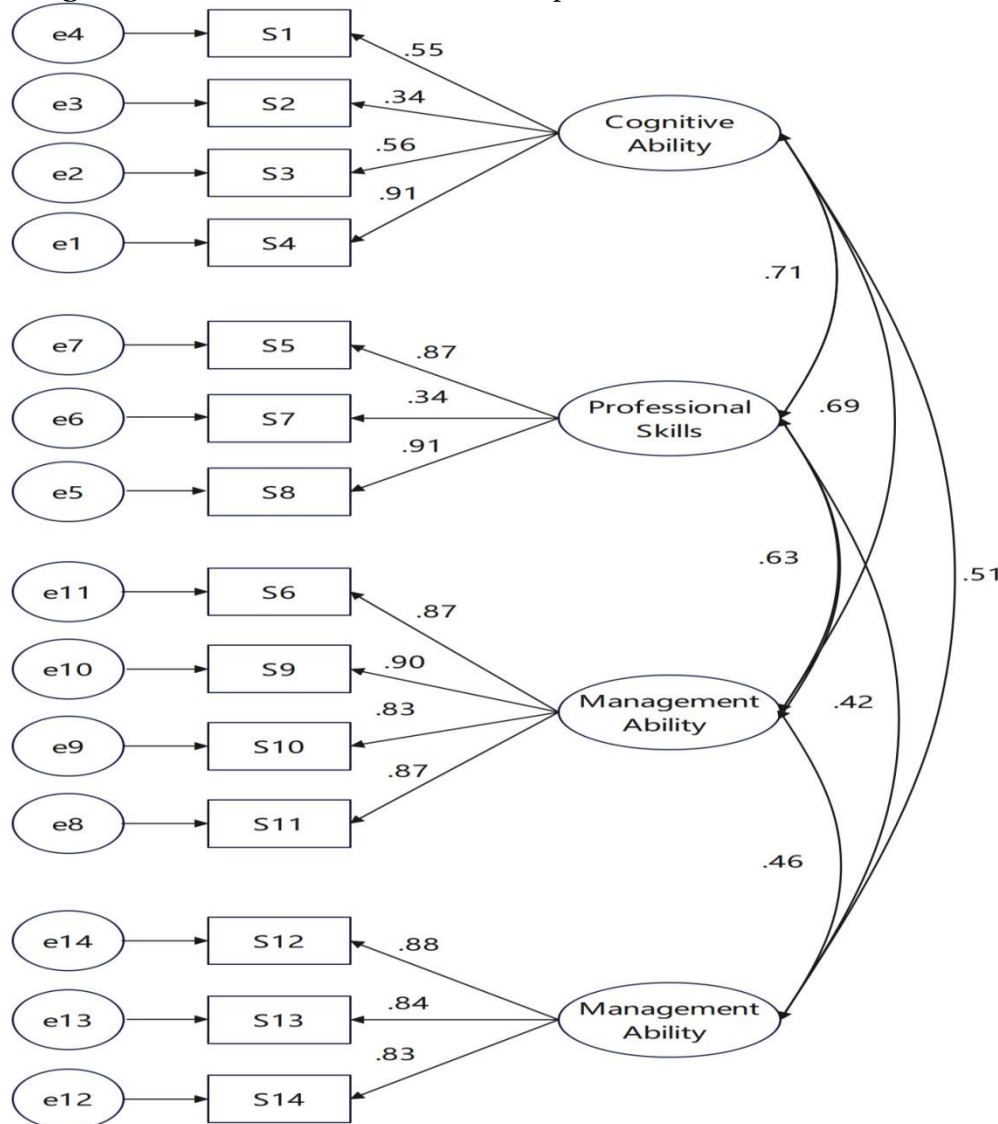 e4
S1
.55
e3
S2
.34
Cognitive
Ability
e2
S3
.56
e1
S4
.91
.71
e7
S5
.87
e6
S7
.34
Professional
Skills
.69
e5
S8
.91
.63
.51
e11
S6
.87
e10
S9
.90
Management
Ability
.42
e9
S10
.83
e8
S11
.87
.46
e14
S12
.88
e13
S13
.84
Management
Ability
e12
S14
.83